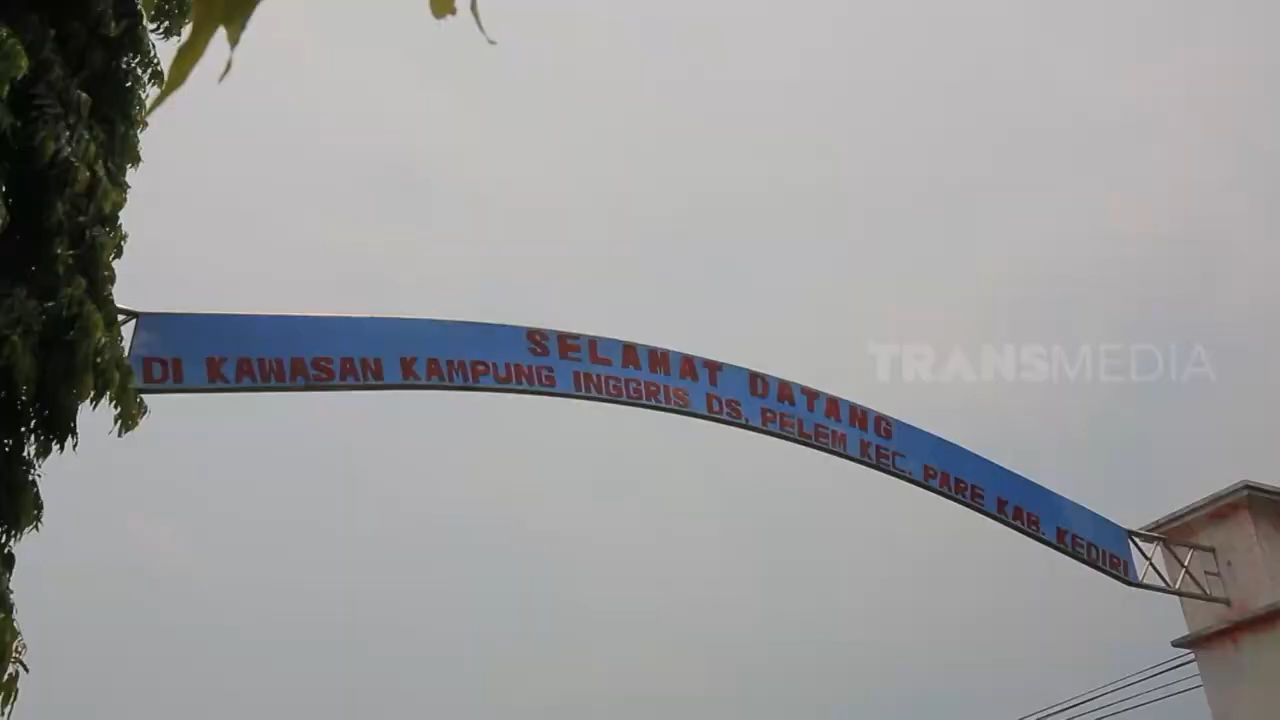 SELAMAT DATANG
DI KAWASAN KAMPUNG INGGRIS DS. PELEM KEC. PARE KAB. KEDIRI
TRANSMEDIA